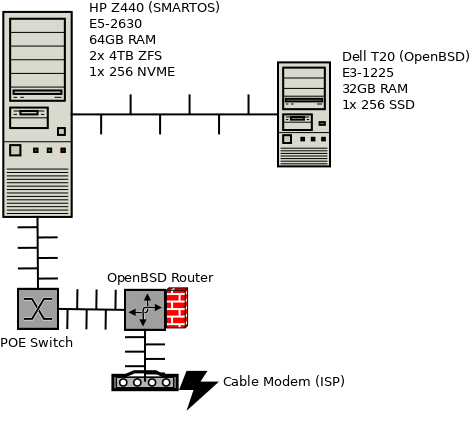 HP Z440 (SMARTOS)
E5-2630
64GB RAM
2x 4TB ZFS
1x 256 NVME
Dell T20 (OpenBSD)
E3-1225
32GB RAM
1x 256 SSD
OpenBSD Router
POE Switch
Cable Modem (ISP)